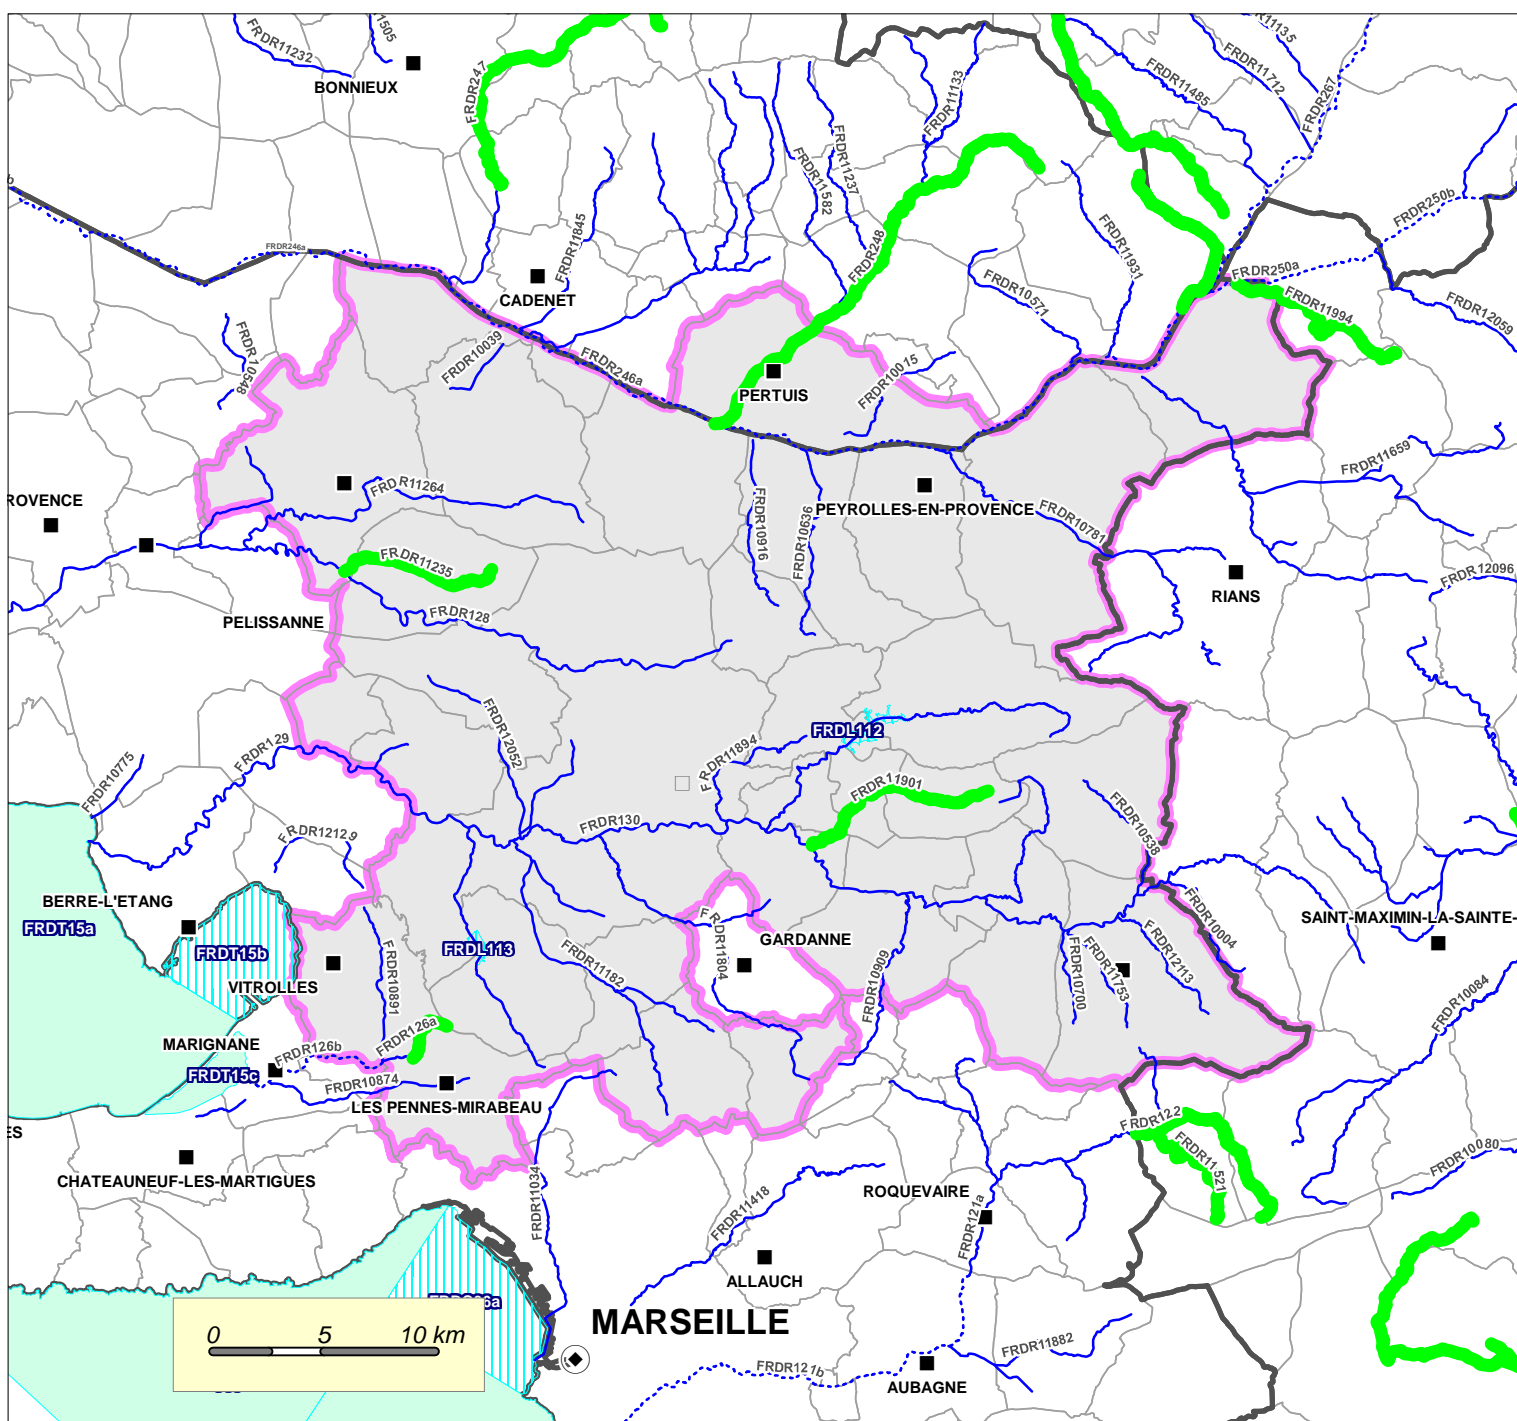 FRDR11232
1505
BONNIEUX
FRDR247
FRDR11133
FRDR1135
FRDR11712
FRDR11485
FRDR267
FRDR11237
FRDR11582
FRDR11845
FRDR248
FRDR11931
FRDR250b
b
FRDR246a
CADENET
FRDR10571
FRDR250a
FRDR11994
FRDR12059
FRDR10548
FRDR10039
FRDR246a
PERTUIS
FRDR10015
FRDR11659
ROVENCE
FRDR11264
FRDR10916
FRDR10636
PEYROLLES-EN-PROVENCE
FRDR10781
FRDR11235
FRDR12096
RIANS
PELISSANNE
FRDR128
FRDR12052
FRDL112
FRDR129
FRDR11894
FRDR10775
FRDR11901
FRDR130
FRDR12129
FRDR10538
BERRE-L'ETANG
FRDT15a
FRDT15b
FRDL113
FRDR11804
GARDANNE
FRDR10004
SAINT-MAXIMIN-LA-SAINTE-
VITROLLES
FRDR10891
FRDR11182
FRDR10909
FRDR10700
FRDR11753
FRDR12113
FRDR10084
MARIGNANE
FRDR126b
FRDR126a
FRDT15c
FRDR10874
LES PENNES-MIRABEAU
ES
FRDR122
FRDR11521
FRDR10080
CHATEAUNEUF-LES-MARTIGUES
FRDR11034
FRDR11418
ROQUEVAIRE
FRDR121a
ALLAUCH
6a
0 5 10 km
MARSEILLE
FRDR11882
FRDR121b
AUBAGNE